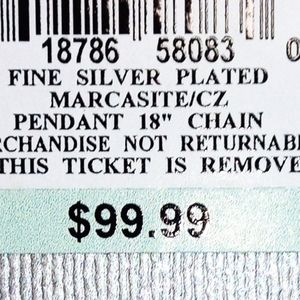 18786 58083 0
FINE SILVER PLATED
MARCASITE/CZ
PENDANT 18" CHAIN
RCHANDISE NOT RETURNABL
THIS TICKET IS REMOVE
$99.99